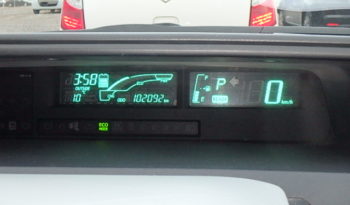 3:58
OUTSIDE
10
ODO 102092 km
P
E
0 km/h
ECO
MODE